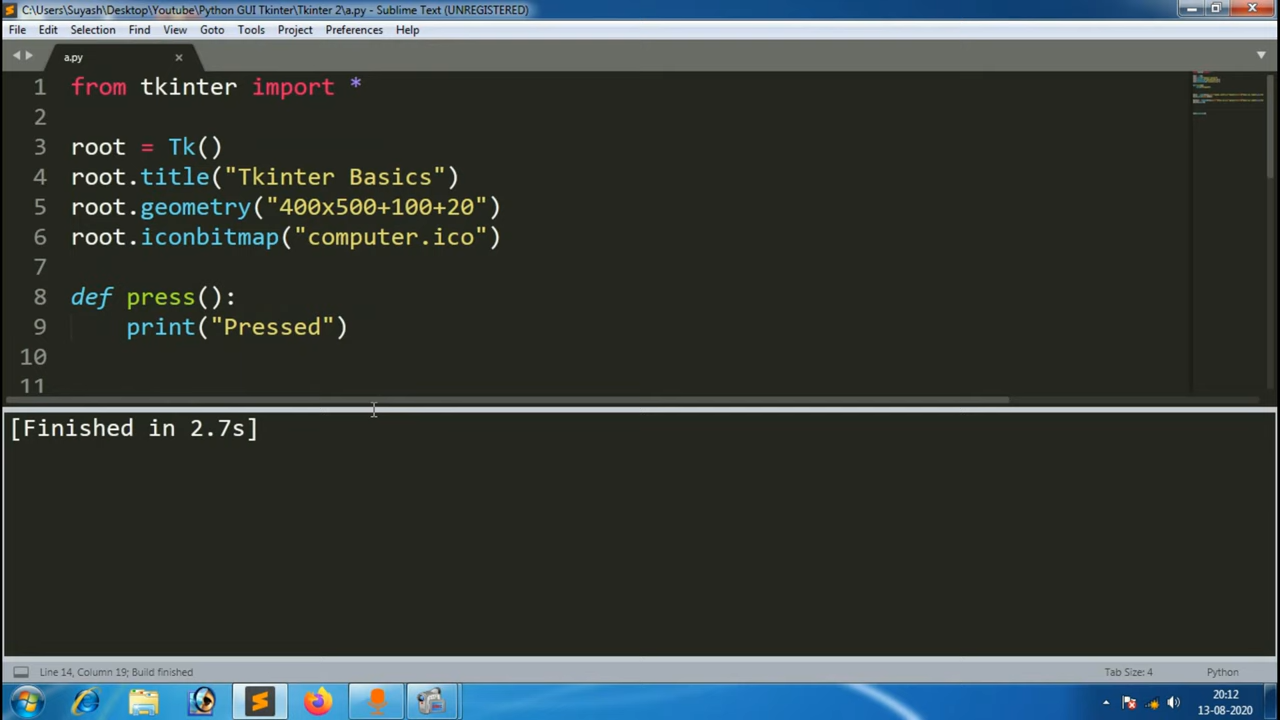 C:\Users\Suyash\Desktop\Youtube\Python GUI Tkinter\Tkinter 2\a.py - Sublime Text (UNREGISTERED)
File Edit Selection Find View Goto Tools Project Preferences Help
a.py
1 from tkinter import *
2
3 root = Tk()
4 root.title("Tkinter Basics")
5 root.geometry("400x500+100+20")
6 root.iconbitmap("computer.ico")
7
8 def press():
9 print("Pressed")
10
11
[Finished in 2.7s]
Line 14, Column 19; Build finished Tab Size: 4 Python
20:12
13-08-2020